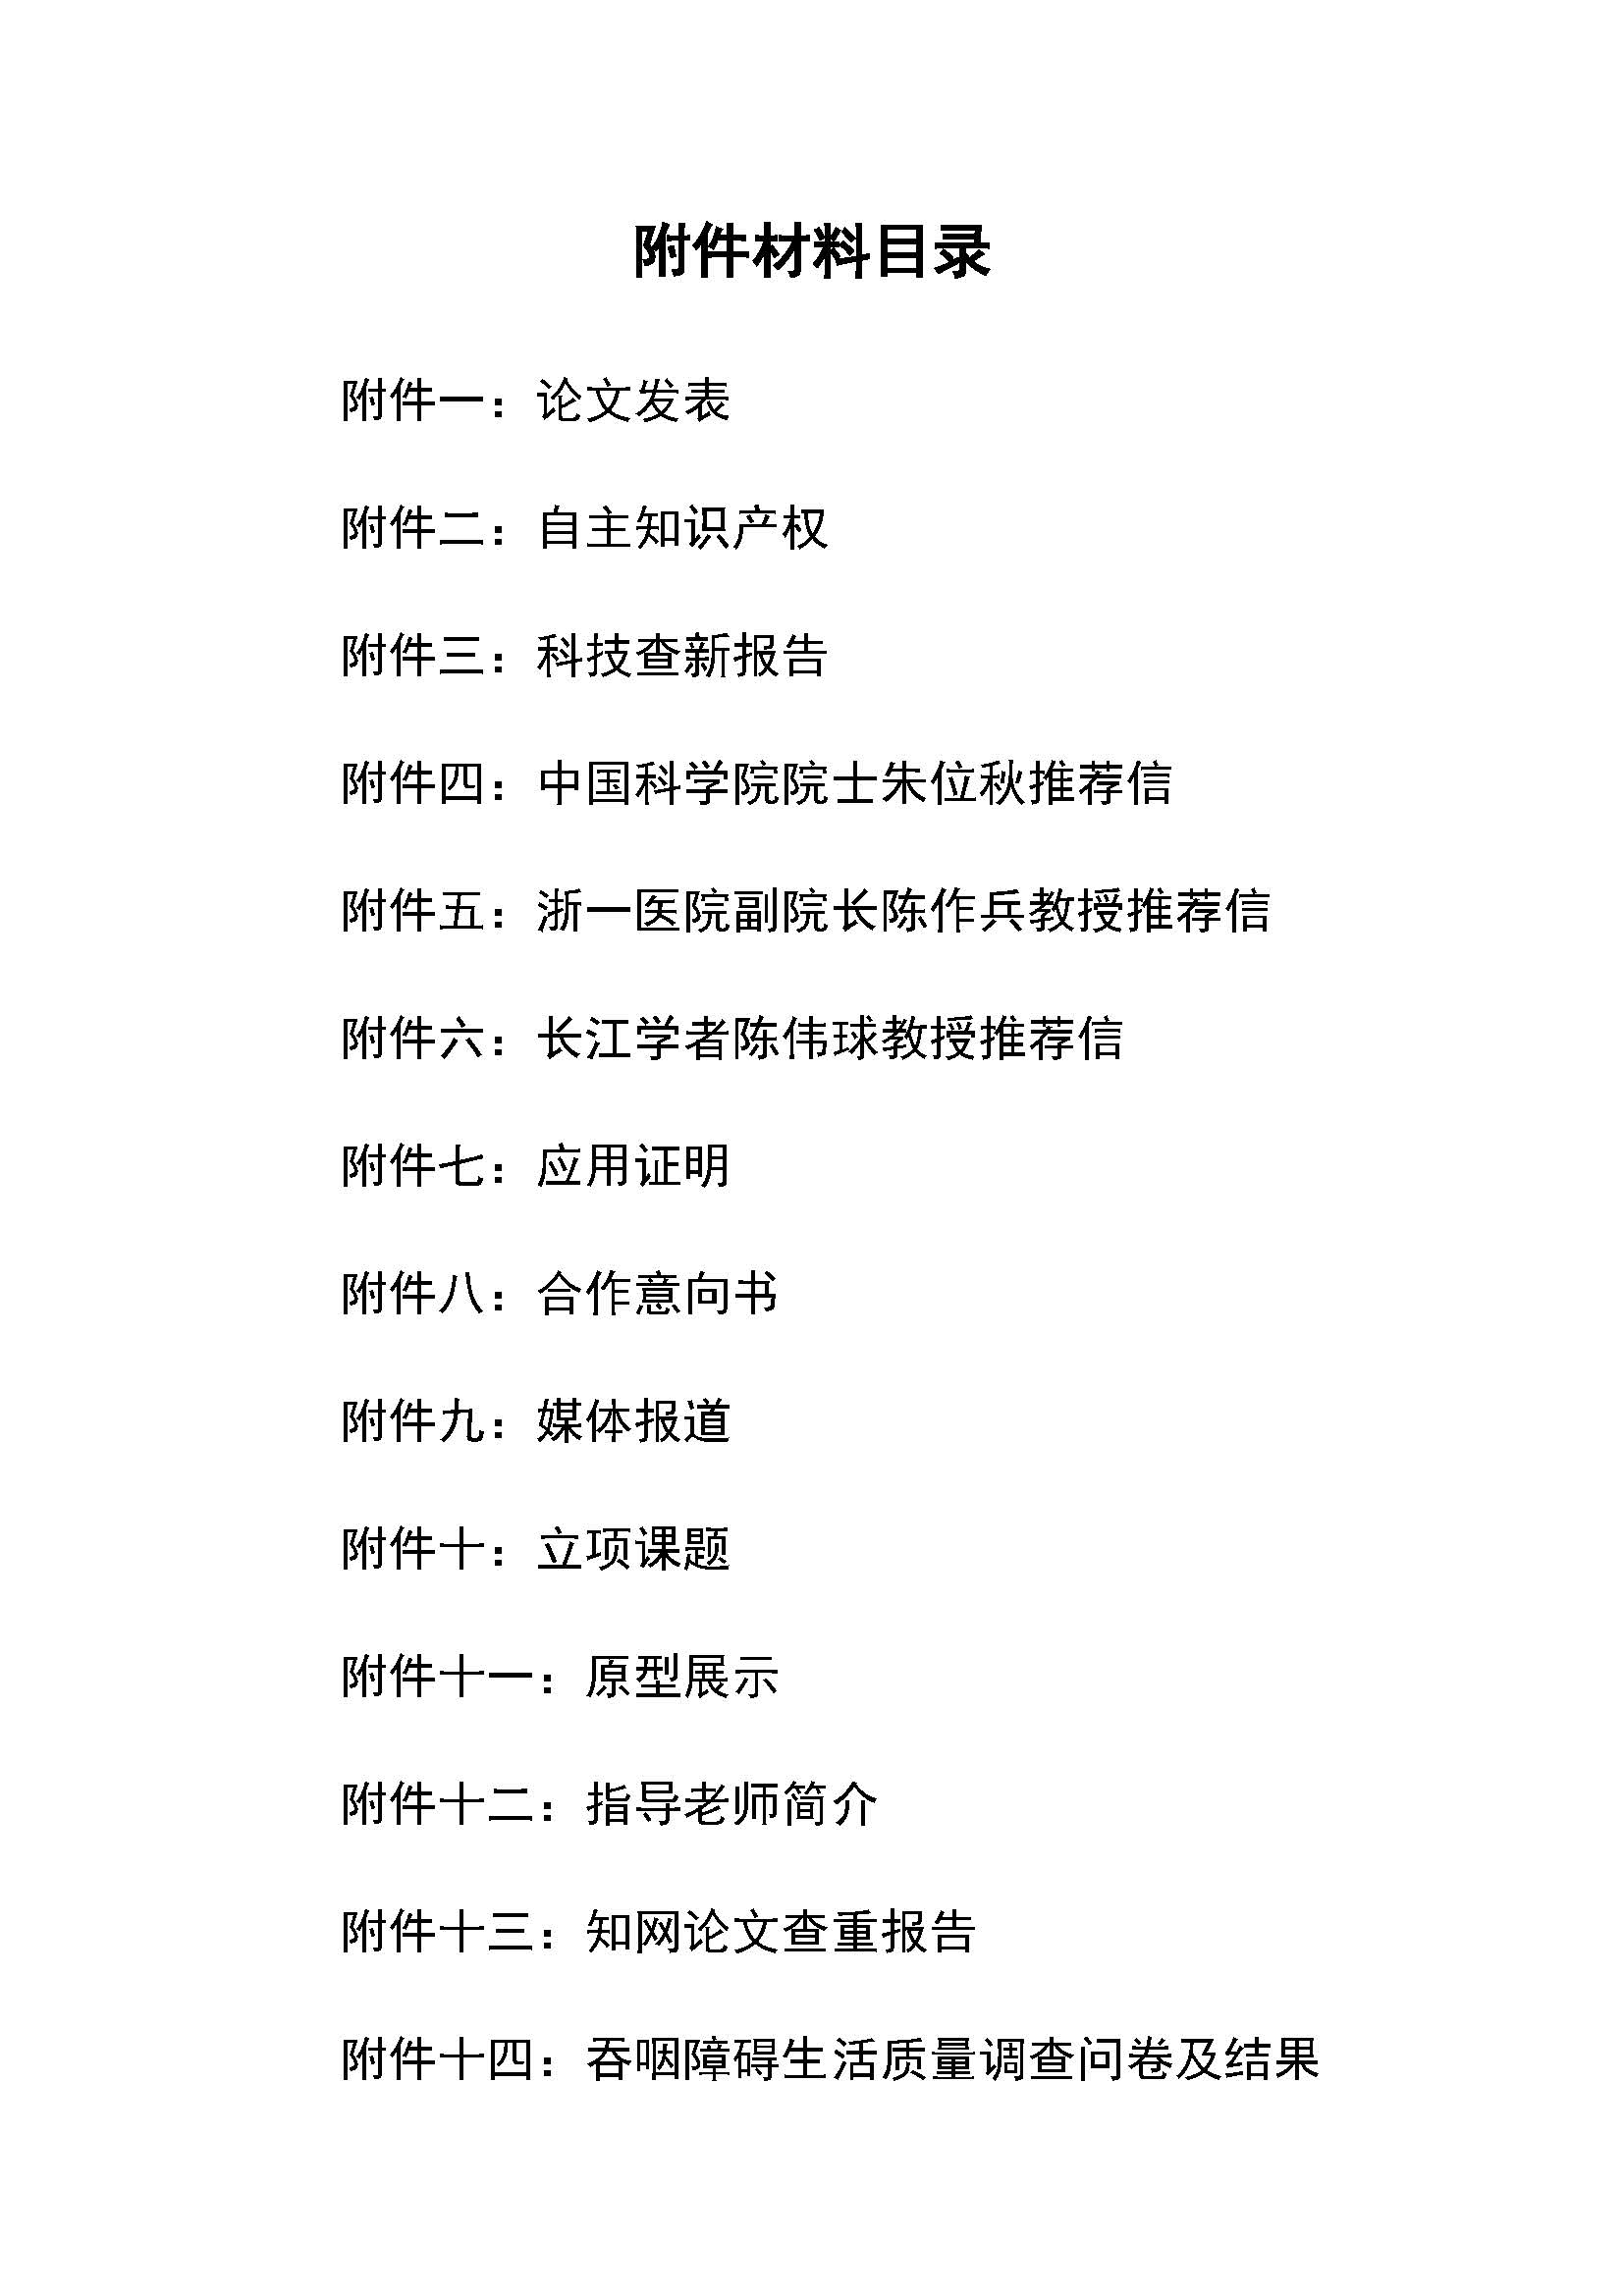 附件材料目录
附件一：论文发表
附件二：自主知识产权
附件三：科技查新报告
附件四：中国科学院院士朱位秋推荐信
附件五：浙一医院副院长陈作兵教授推荐信
附件六：长江学者陈伟球教授推荐信
附件七：应用证明
附件八：合作意向书
附件九：媒体报道
附件十：立项课题
附件十一：原型展示
附件十二：指导老师简介
附件十三：知网论文查重报告
附件十四：吞咽障碍生活质量调查问卷及结果